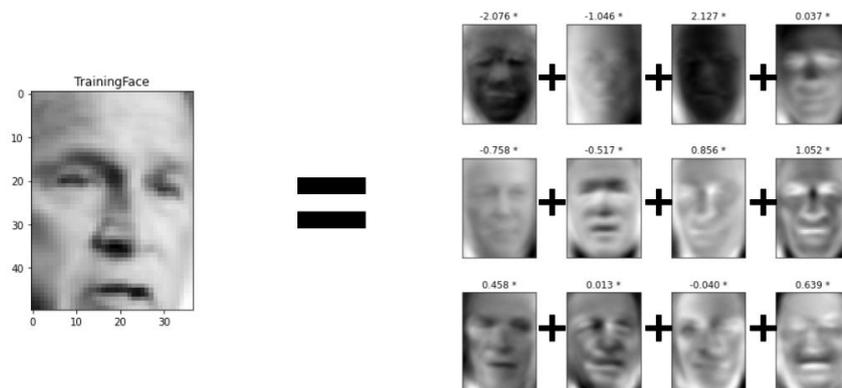 TrainingFace
0
10
20
30
40
0 10 20 30
=
-2.076 * + -1.046 * + 2.127 * + 0.037 *
-0.758 * + -0.517 * + 0.856 * + 1.052 *
0.458 * + 0.013 * + -0.040 * + 0.639 *